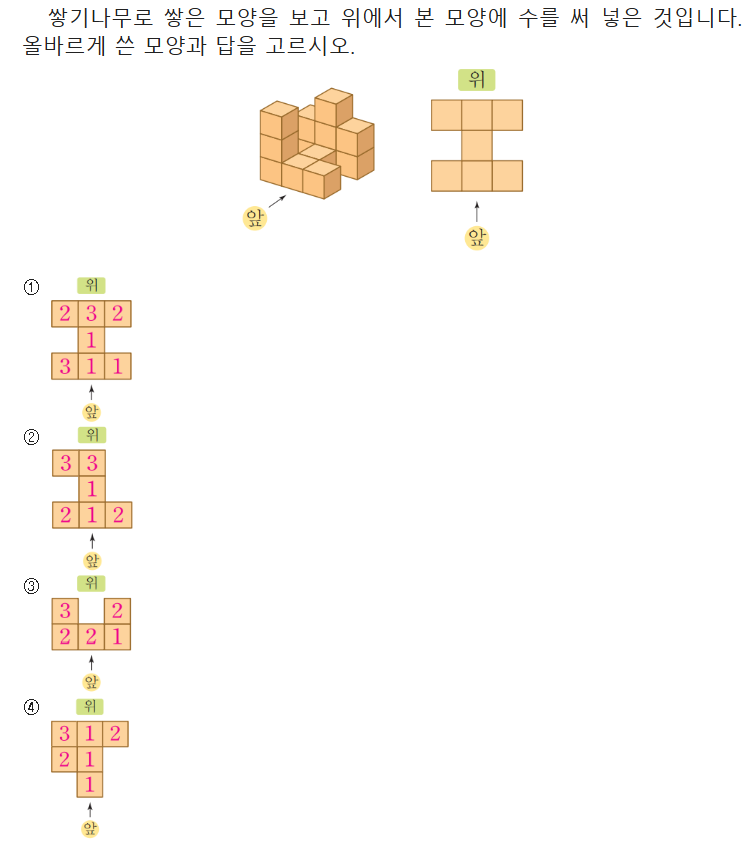 쌓기나무로 쌓은 모양을 보고 위에서 본 모양에 수를 써 넣은 것입니다.
올바르게 쓴 모양과 답을 고르시오.
위
앞
앞
① 위
2 3 2
1
3 1 1
앞
② 위
3 3
1
2 1 2
앞
③ 위
3 2
2 2 1
앞
④ 위
3 1 2
2 1
1
앞